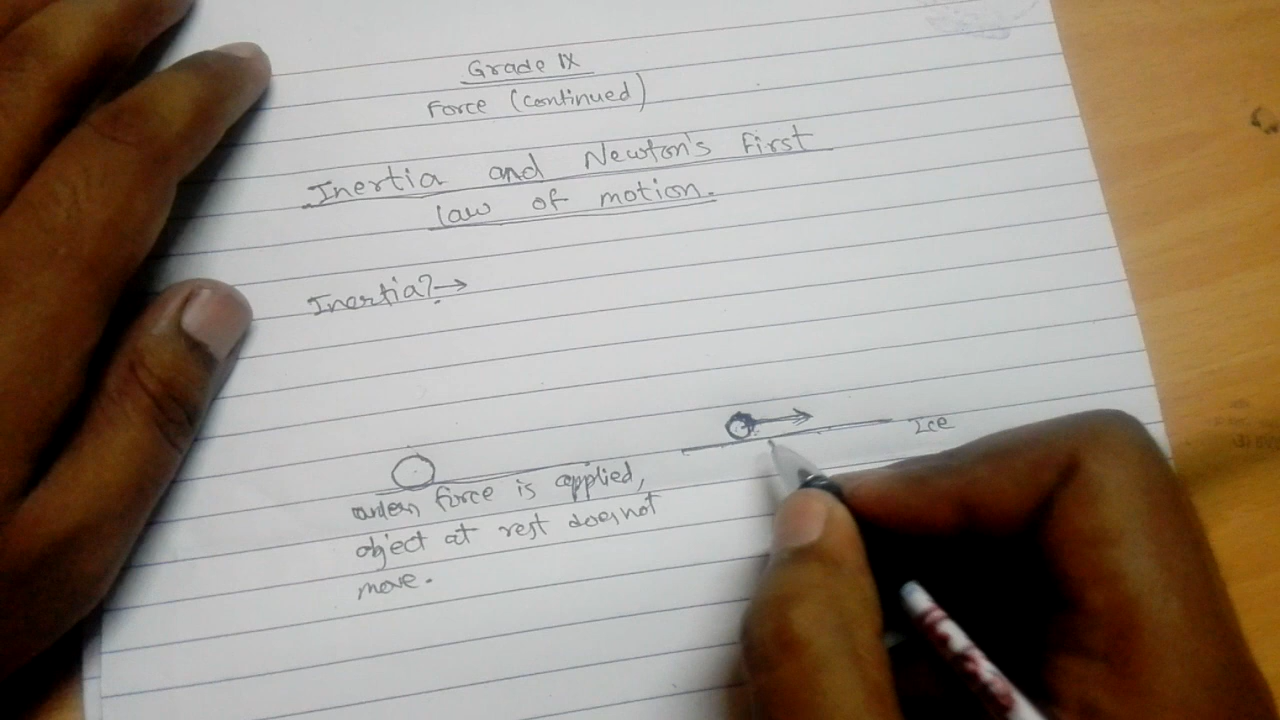 Grade IX
Force (continued)
Inertia and Newton's first
law of motion.
Inertia? →
Ice
unless force is applied,
object at rest does not
move.